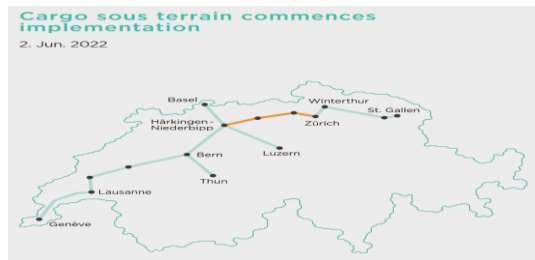 Cargo sous terrain commences
implementation
2. Jun. 2022
Basel
Winterthur
St. Gallen
Härkingen-
Niederbipp
Zürich
Luzern
Bern
Thun
Lausanne
Genève